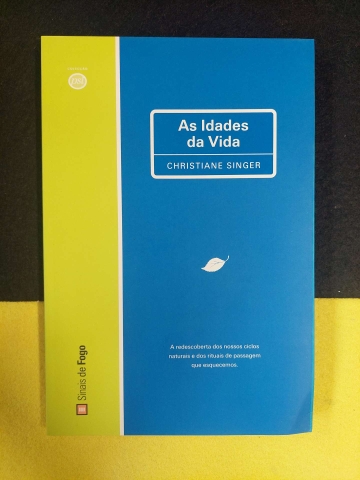 As Idades
da Vida
CHRISTIANE SINGER
A redescoberta dos nossos ciclos
naturais e dos rituais de passagem
que esquecemos.
Sinais de Fogo